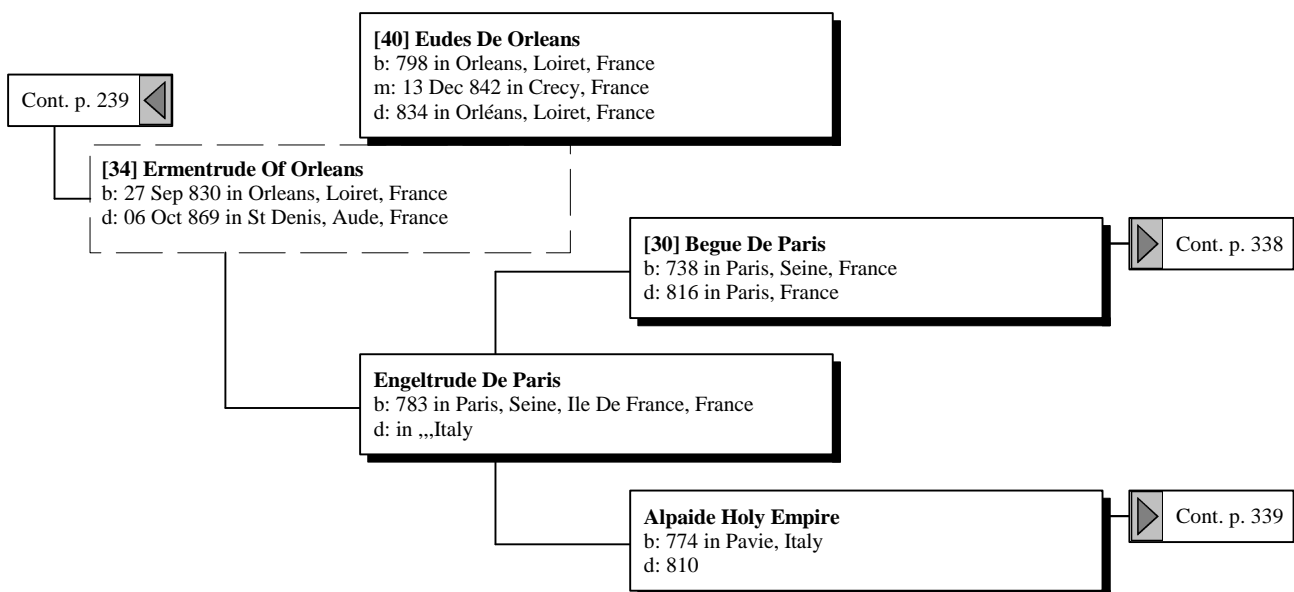 [40] Eudes De Orleans
b: 798 in Orleans, Loiret, France
m: 13 Dec 842 in Crecy, France
d: 834 in Orléans, Loiret, France
Cont. p. 239
[34] Ermentrude Of Orleans
b: 27 Sep 830 in Orleans, Loiret, France
d: 06 Oct 869 in St Denis, Aude, France
[30] Begue De Paris
b: 738 in Paris, Seine, France
d: 816 in Paris, France
Cont. p. 338
Engeltrude De Paris
b: 783 in Paris, Seine, Ile De France, France
d: in ,,,Italy
Alpaide Holy Empire
b: 774 in Pavie, Italy
d: 810
Cont. p. 339